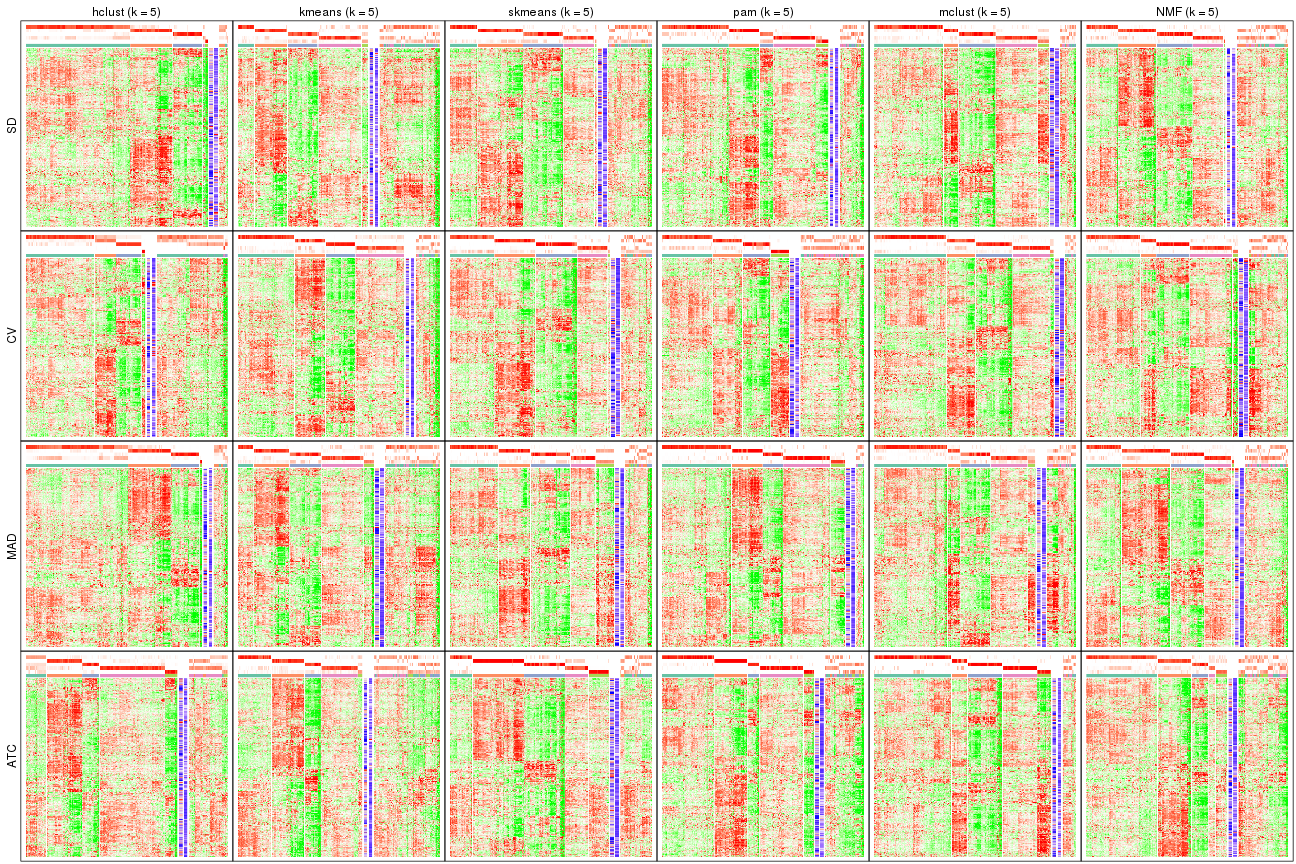 hclust (k = 5) kmeans (k = 5) skmeans (k = 5) pam (k = 5) mclust (k = 5) NMF (k = 5)
SD
CV
MAD
ATC